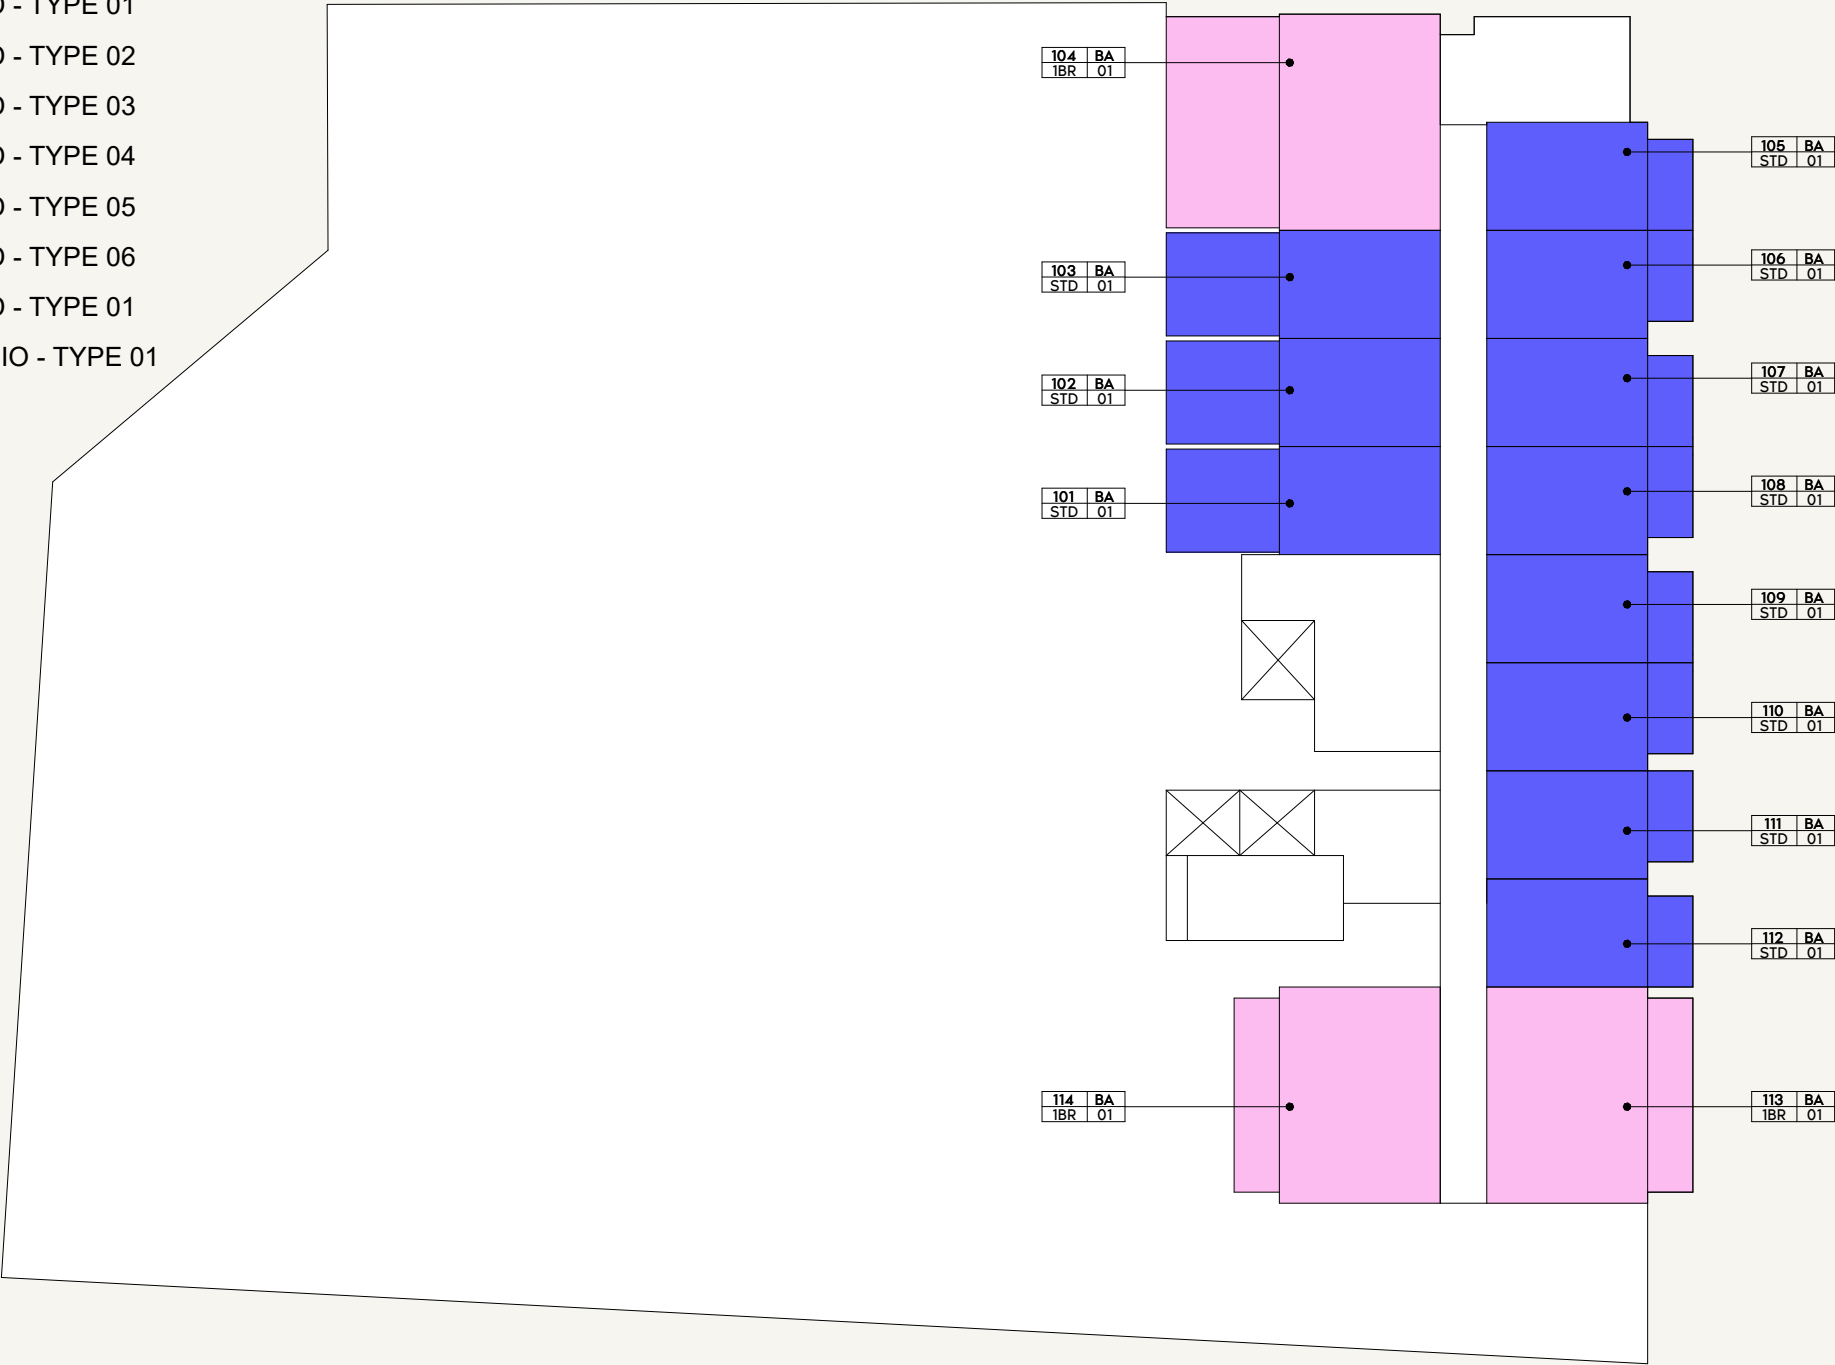 O - TYPE 01
O - TYPE 02
O - TYPE 03
O - TYPE 04
O - TYPE 05
O - TYPE 06
O - TYPE 01
IO - TYPE 01
104 BA
1BR 01
103 BA
STD 01
102 BA
STD 01
101 BA
STD 01
114 BA
1BR 01
105 BA
STD 01
106 BA
STD 01
107 BA
STD 01
108 BA
STD 01
109 BA
STD 01
110 BA
STD 01
111 BA
STD 01
112 BA
STD 01
113 BA
1BR 01